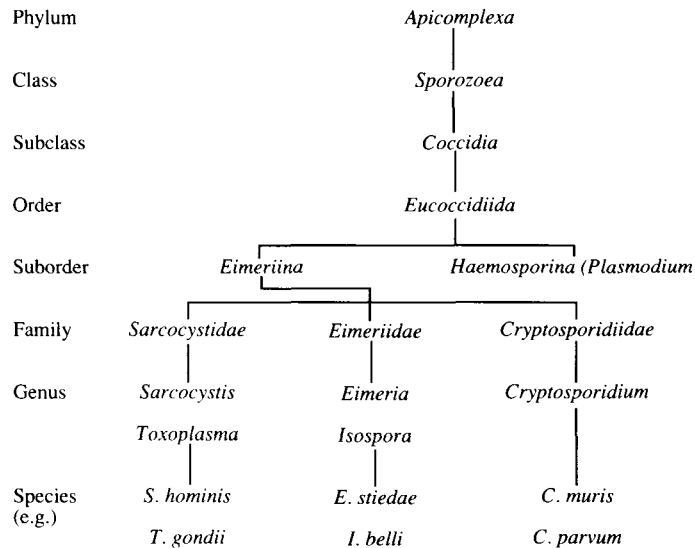 Phylum Apicomplexa
Class Sporozoea
Subclass Coccidia
Order Eucoccidiida
Suborder Eimeriina Haemosporina (Plasmodium
Family Sarcocystidae Eimeriidae Cryptosporidiidae
Genus Sarcocystis Eimeria Cryptosporidium
Toxoplasma Isospora
Species S. hominis E. stiedae C. muris
(e.g.)
T. gondii I. belli C. parvum